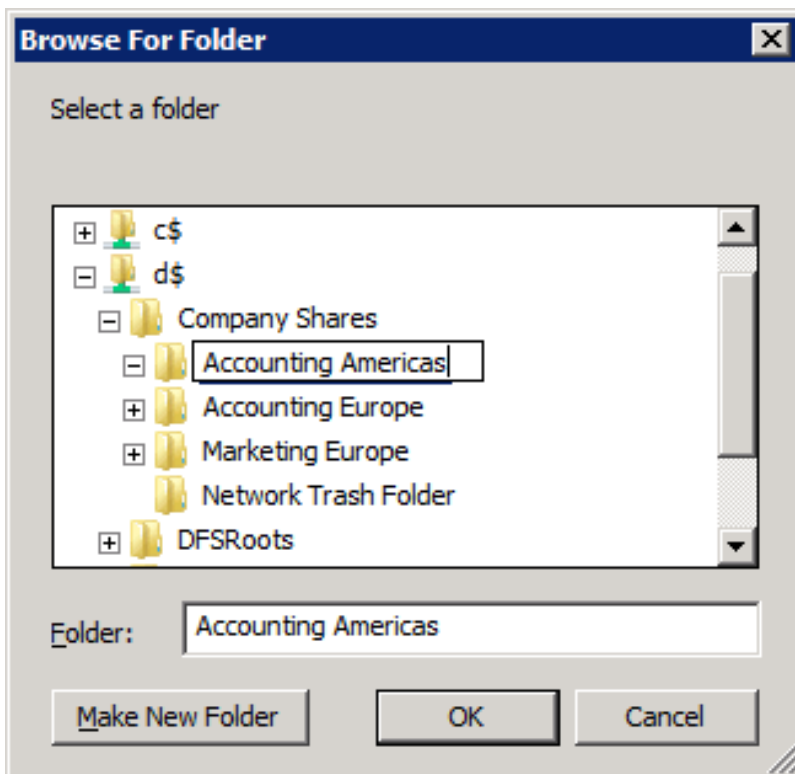 Browse For Folder
Select a folder
c$
d$
Company Shares
Accounting Americas
Accounting Europe
Marketing Europe
Network Trash Folder
DFSRoots
Folder: Accounting Americas
Make New Folder OK Cancel